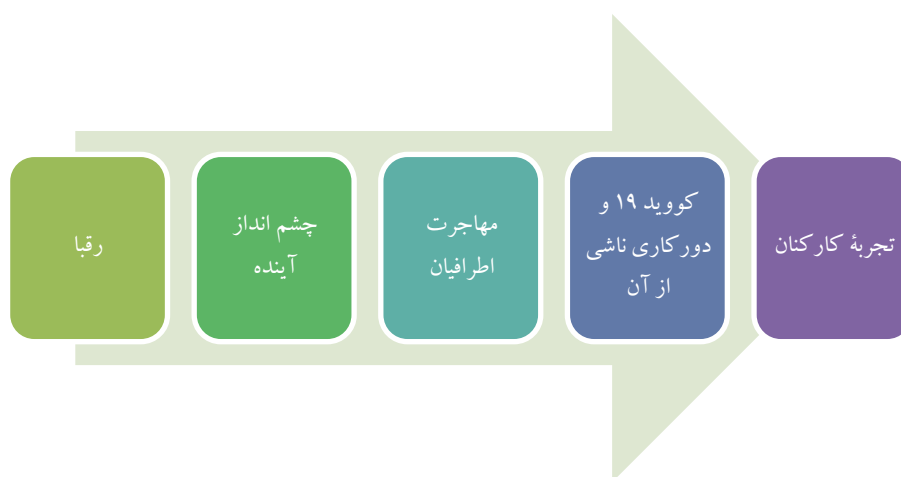 تجربهٔ کارکنان
کووید ۱۹ و
دورکاری ناشی
از آن
مهاجرت
اطرافیان
چشم انداز
آینده
رقبا